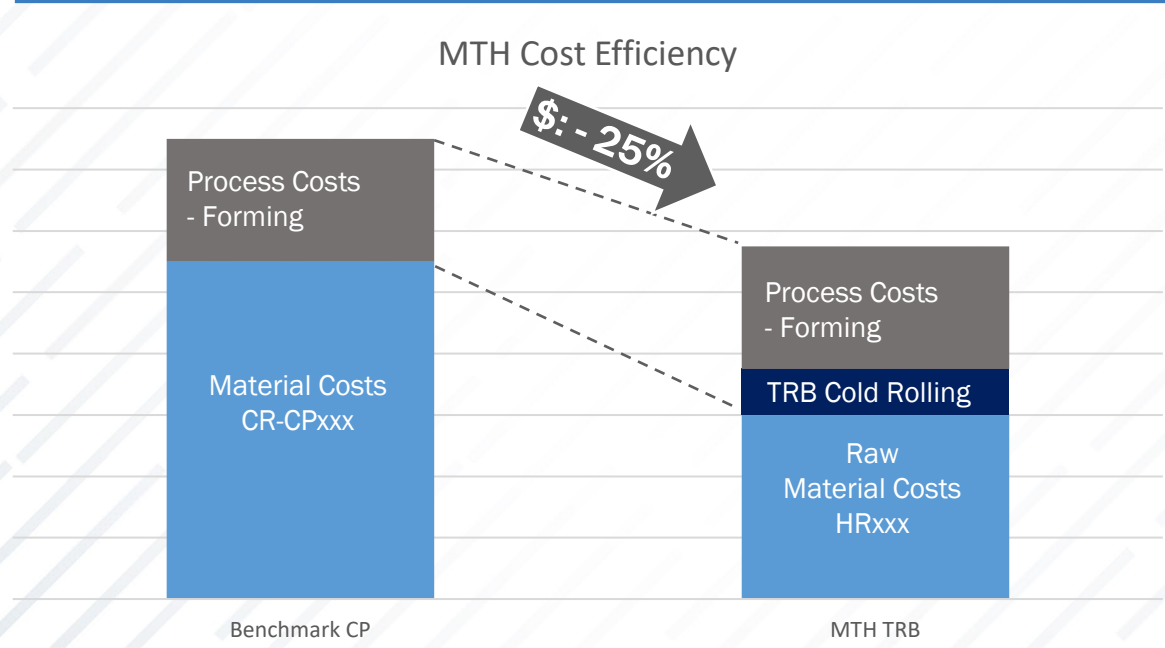 MTH Cost Efficiency
$: - 25%
Process Costs
- Forming
Material Costs
CR-CPxxx
Process Costs
- Forming
TRB Cold Rolling
Raw
Material Costs
HRxxx
Benchmark CP
MTH TRB